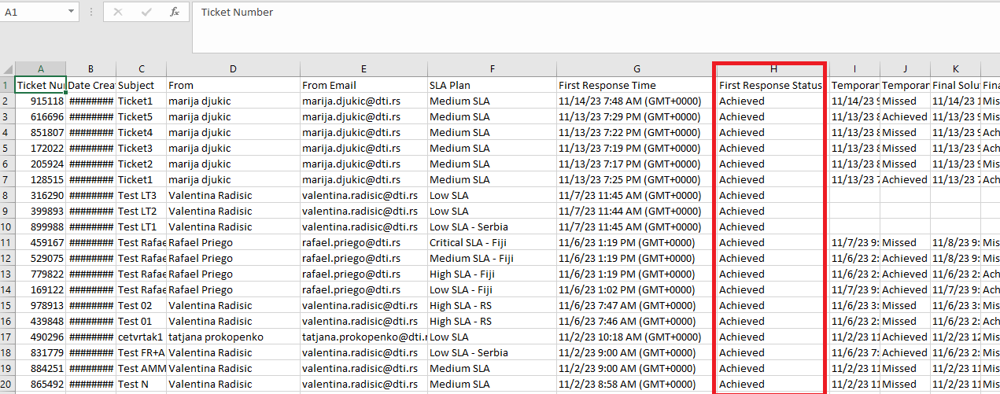 A1 fx Ticket Number
A B C D E F G H I J K
1 Ticket Nu Date Crea Subject From From Email SLA Plan First Response Time First Response Status Temporar Temporar Final Solu Fina
2 915118 ######## Ticket1 marija djukic marija.djukic@dti.rs Medium SLA 11/14/23 7:48 AM (GMT+0000) Achieved 11/14/23 9 Missed 11/14/23 1 Mis
3 616696 ######## Ticket5 marija djukic marija.djukic@dti.rs Medium SLA 11/13/23 7:29 PM (GMT+0000) Achieved 11/13/23 8 Achieved 11/13/23 9 Mis
4 851807 ######## Ticket4 marija djukic marija.djukic@dti.rs Medium SLA 11/13/23 7:22 PM (GMT+0000) Achieved 11/13/23 8 Missed 11/13/23 9 Ach
5 172022 ######## Ticket3 marija djukic marija.djukic@dti.rs Medium SLA 11/13/23 7:19 PM (GMT+0000) Achieved 11/13/23 8 Missed 11/13/23 9 Mis
6 205924 ######## Ticket2 marija djukic marija.djukic@dti.rs Medium SLA 11/13/23 7:17 PM (GMT+0000) Achieved 11/13/23 8 Missed 11/13/23 9 Mis
7 128515 ######## Ticket1 marija djukic marija.djukic@dti.rs Medium SLA 11/13/23 7:25 PM (GMT+0000) Achieved 11/13/23 7 Achieved 11/13/23 7 Ach
8 316290 ######## Test LT3 Valentina Radisic valentina.radisic@dti.rs Low SLA 11/7/23 11:45 AM (GMT+0000) Achieved
9 399893 ######## Test LT2 Valentina Radisic valentina.radisic@dti.rs Low SLA 11/7/23 11:44 AM (GMT+0000) Achieved
10 899988 ######## Test LT1 Valentina Radisic valentina.radisic@dti.rs Low SLA - Serbia 11/7/23 11:45 AM (GMT+0000) Achieved
11 459167 ######## Test Rafae Rafael Priego rafael.priego@dti.rs Critical SLA - Fiji 11/6/23 1:19 PM (GMT+0000) Achieved 11/7/23 9: Missed 11/8/23 9: Mis
12 529075 ######## Test Rafae Rafael Priego rafael.priego@dti.rs Medium SLA - Fiji 11/6/23 1:19 PM (GMT+0000) Achieved 11/6/23 2: Achieved 11/8/23 9: Mis
13 779822 ######## Test Rafae Rafael Priego rafael.priego@dti.rs High SLA - Fiji 11/6/23 1:19 PM (GMT+0000) Achieved 11/6/23 2: Achieved 11/6/23 2: Ach
14 169122 ######## Test Rafae Rafael Priego rafael.priego@dti.rs Low SLA - Fiji 11/6/23 1:02 PM (GMT+0000) Achieved 11/7/23 9: Achieved 11/7/23 9: Ach
15 978913 ######## Test 02 Valentina Radisic valentina.radisic@dti.rs High SLA - RS 11/6/23 7:47 AM (GMT+0000) Achieved 11/6/23 3: Missed 11/6/23 3: Mis
16 439848 ######## Test 01 Valentina Radisic valentina.radisic@dti.rs High SLA - RS 11/6/23 7:46 AM (GMT+0000) Achieved 11/6/23 2: Missed 11/6/23 2: Ach
17 490296 ######## cetvrtak1 tatjana prokopenko tatjana.prokopenko@dti.r Low SLA 11/2/23 10:18 AM (GMT+0000) Achieved 11/2/23 11 Missed 11/2/23 12 Mis
18 831779 ######## Test FR+A Valentina Radisic valentina.radisic@dti.rs Low SLA - Serbia 11/2/23 9:00 AM (GMT+0000) Achieved 11/6/23 7: Achieved 11/6/23 2: Mis
19 884251 ######## Test AMM Valentina Radisic valentina.radisic@dti.rs Medium SLA 11/2/23 9:00 AM (GMT+0000) Achieved 11/2/23 11 Missed 11/2/23 11 Mis
20 865492 ######## Test N Valentina Radisic valentina.radisic@dti.rs Medium SLA 11/2/23 8:58 AM (GMT+0000) Achieved 11/2/23 11 Missed 11/2/23 11 Mis